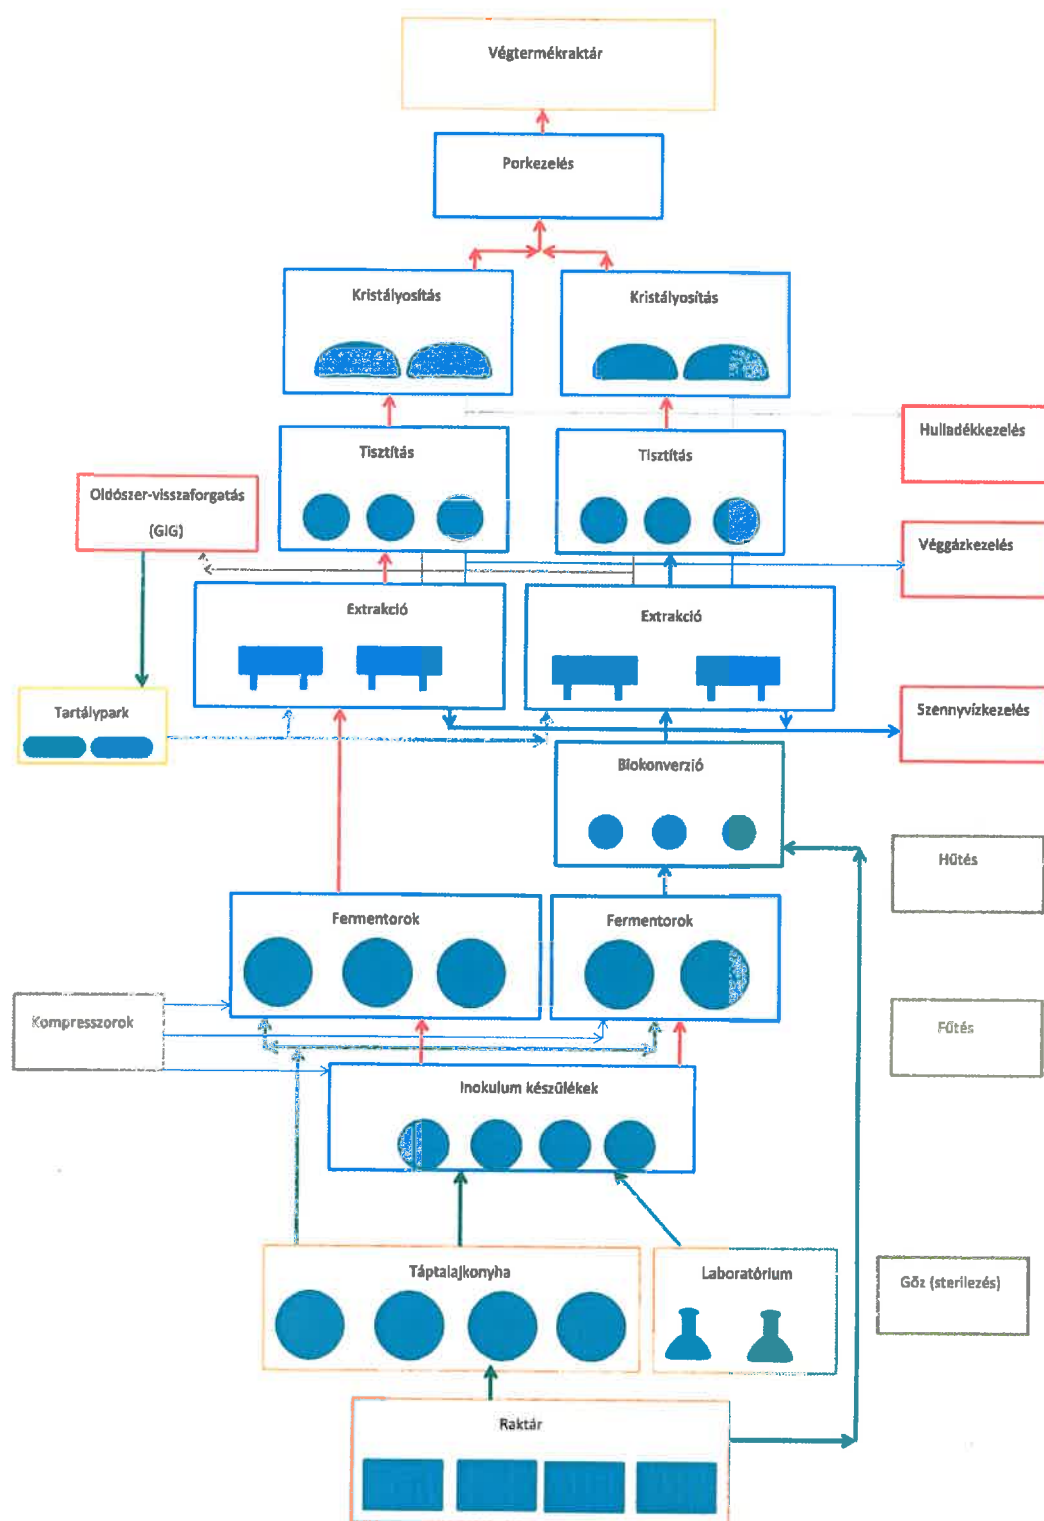 Végtermékraktár
Porkezelés
Kristályosítás
Kristályosítás
Hulladékkezelés
Tisztítás
Tisztítás
Oldószer-visszaforgatás
(GIG)
Véggázkezelés
Extrakció
Extrakció
Tartálypark
Szennyvízkezelés
Biokonverzió
Hűtés
Fermentorok
Fermentorok
Kompresszorok
Fűtés
Inokulum készülékek
Táptalajkonyha
Laboratórium
Gőz (sterilezés)
Raktár